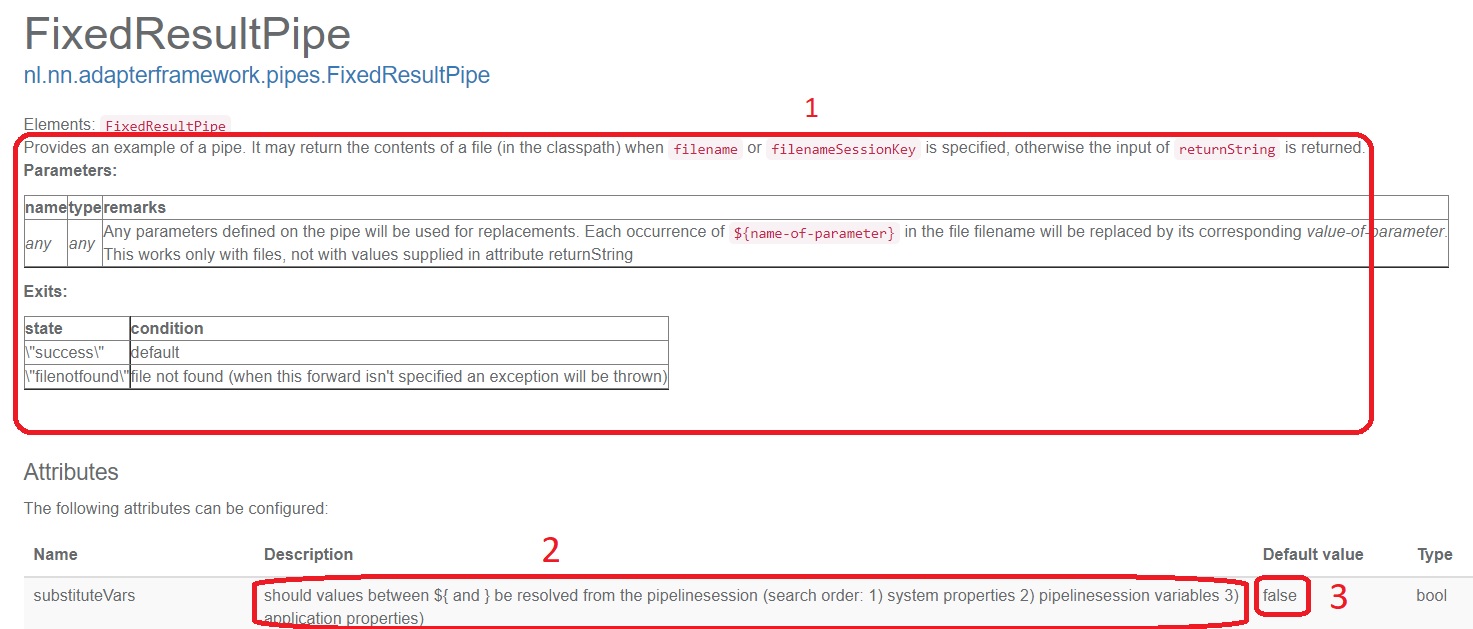 FixedResultPipe
nl.nn.adapterframework.pipes.FixedResultPipe
1
Elements: FixedResultPipe
Provides an example of a pipe. It may return the contents of a file (in the classpath) when filename or filenameSessionKey is specified, otherwise the input of returnString is returned.
Parameters:
name type remarks
any any Any parameters defined on the pipe will be used for replacements. Each occurrence of ${name-of-parameter} in the file filename will be replaced by its corresponding value-of-parameter.
This works only with files, not with values supplied in attribute returnString
Exits:
state condition
\"success\" default
\"filenotfound\" file not found (when this forward isn't specified an exception will be thrown)
Attributes
The following attributes can be configured:
2
Name Description Default value Type
substituteVars should values between ${ and } be resolved from the pipelinesession (search order: 1) system properties 2) pipelinesession variables 3) false 3 bool
application properties)